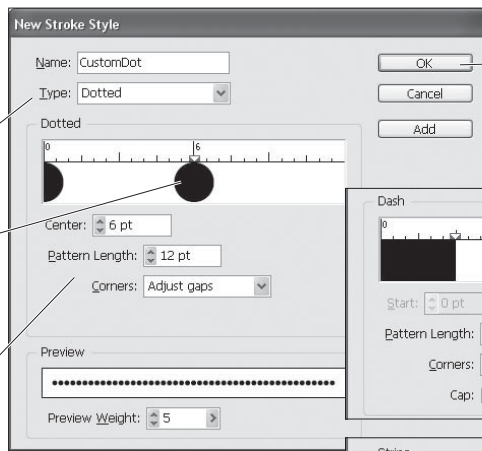 New Stroke Style
Name: CustomDot
OK
Type: Dotted
Cancel
Dotted
Add
0 6
Center: 6 pt
Pattern Length: 12 pt
Corners: Adjust gaps
Preview
Preview Weight: 5
Dash
0
Start: 0 pt
Pattern Length:
Corners:
Cap: